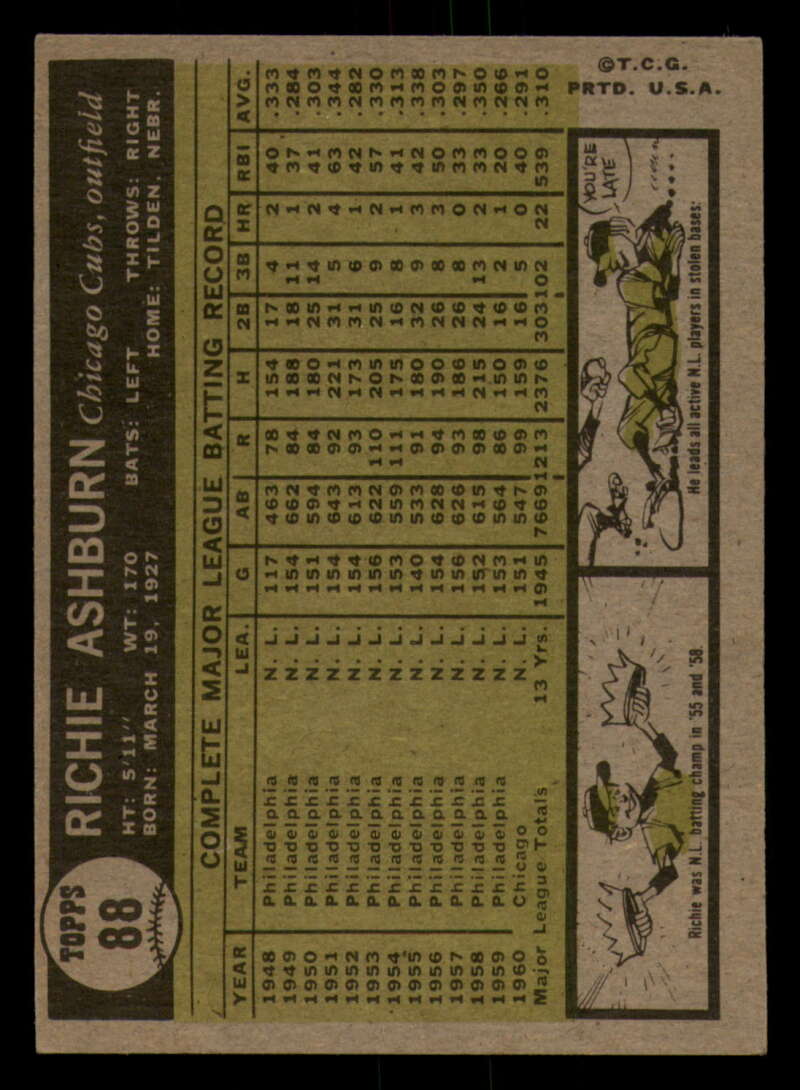 TOPPS
88
RICHIE ASHBURN Chicago Cubs, outfield
HT: 5'11" WT: 170 BATS: LEFT THROWS: RIGHT
BORN: MARCH 19, 1927 HOME: TILDEN, NEBR.
COMPLETE MAJOR LEAGUE BATTING RECORD
YEAR TEAM LEA. G AB R H 2B 3B HR RBI AVG.
1948 Philadelphia N. L. 117 463 78 154 17 4 2 40 .333
1949 Philadelphia N. L. 154 662 84 188 18 11 1 37 .284
1950 Philadelphia N. L. 151 594 84 180 25 14 2 41 .303
1951 Philadelphia N. L. 154 643 92 221 31 5 4 63 .344
1952 Philadelphia N. L. 154 613 93 173 31 6 1 42 .282
1953 Philadelphia N. L. 156 622 110 205 25 9 2 57 .330
1954 Philadelphia N. L. 153 559 111 175 16 8 1 41 .313
1955 Philadelphia N. L. 140 533 91 180 32 9 3 42 .338
1956 Philadelphia N. L. 154 628 94 190 26 8 3 50 .303
1957 Philadelphia N. L. 156 626 93 186 26 8 0 33 .297
1958 Philadelphia N. L. 152 615 98 215 24 13 2 33 .350
1959 Philadelphia N. L. 153 564 86 150 16 2 1 20 .266
1960 Chicago N. L. 151 547 99 159 16 5 0 40 .291
Major League Totals 13 Yrs. 1945 7669 1213 2376 303 102 22 539 .310
Richie was N.L. batting champ in '55 and '58.
YOU'RE
LATE
He leads all active N.L. players in stolen bases.
©T.C.G.
PRTD. U.S.A.